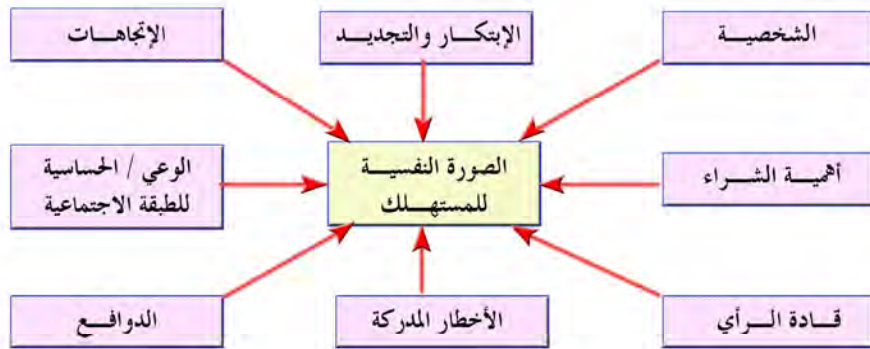 الشخصية
الإبتكار والتجديد
الإتجاهات
أهمية الشراء
الصورة النفسية
للمستهلك
الوعي / الحساسية
للطبقة الاجتماعية
قادة الرأي
الأخطار المدركة
الدوافع